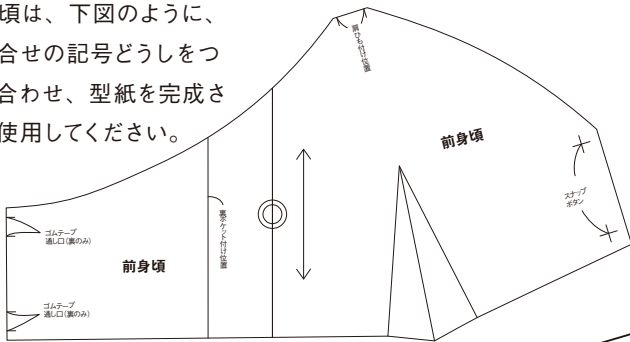 頃は、下図のように、
合せの記号どうしをつ
合わせ、型紙を完成さ
使用してください。
肩ひも付け位置
前身頃
スナップ
ボタン
裏ポケット付け位置
ゴムテープ
通し口(裏のみ)
前身頃
ゴムテープ
通し口(裏のみ)